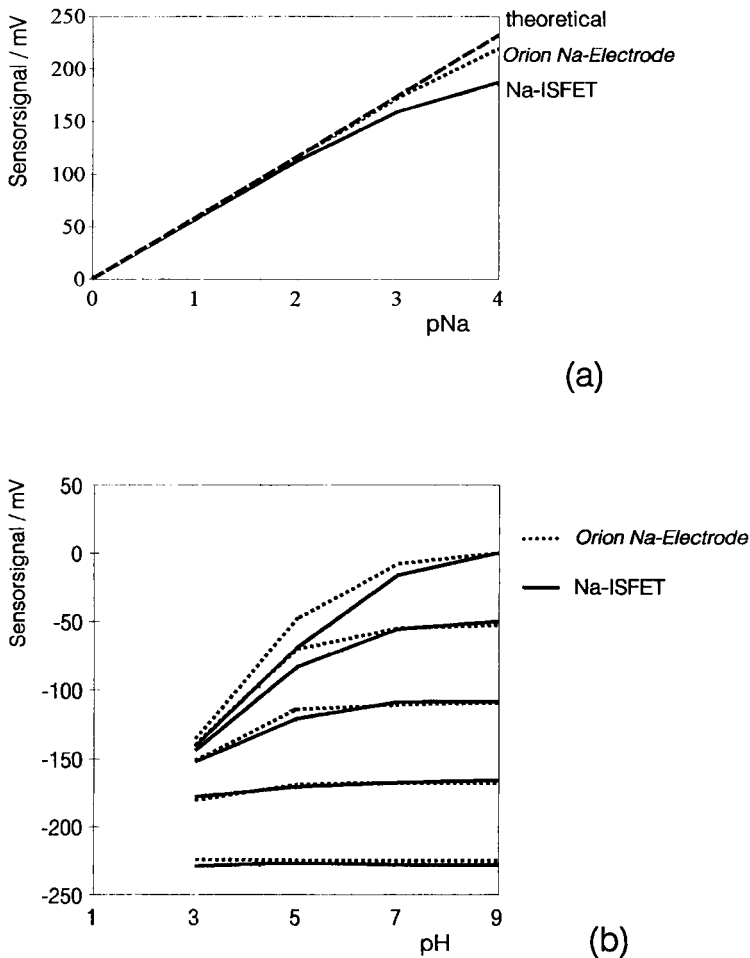 Sensorsignal / mV
250
200
150
100
50
0
0 1 2 3 4
pNa
theoretical
Orion Na-Electrode
Na-ISFET
(a)
Sensorsignal / mV
50
0
-50
-100
-150
-200
-250
1 3 5 7 9
pH
Orion Na-Electrode
Na-ISFET
(b)